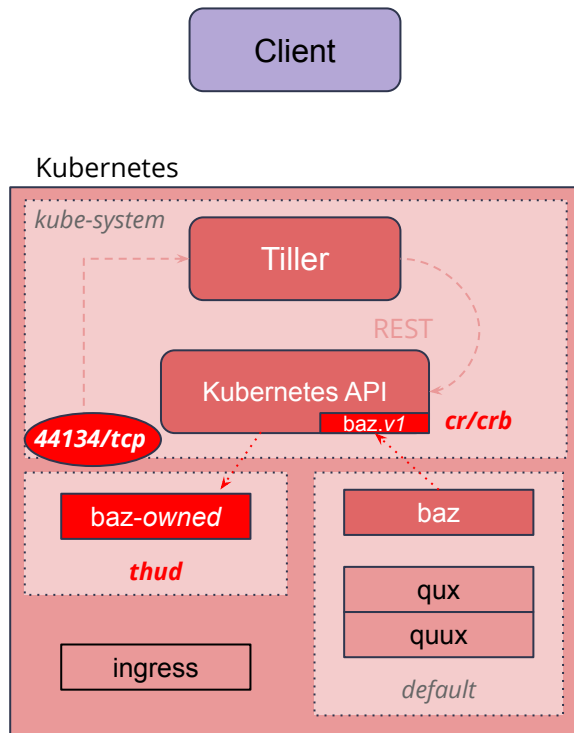 Client
Kubernetes
kube-system
Tiller
REST
Kubernetes API
baz.v1
cr/crb
44134/tcp
baz-owned
thud
baz
qux
quux
ingress
default